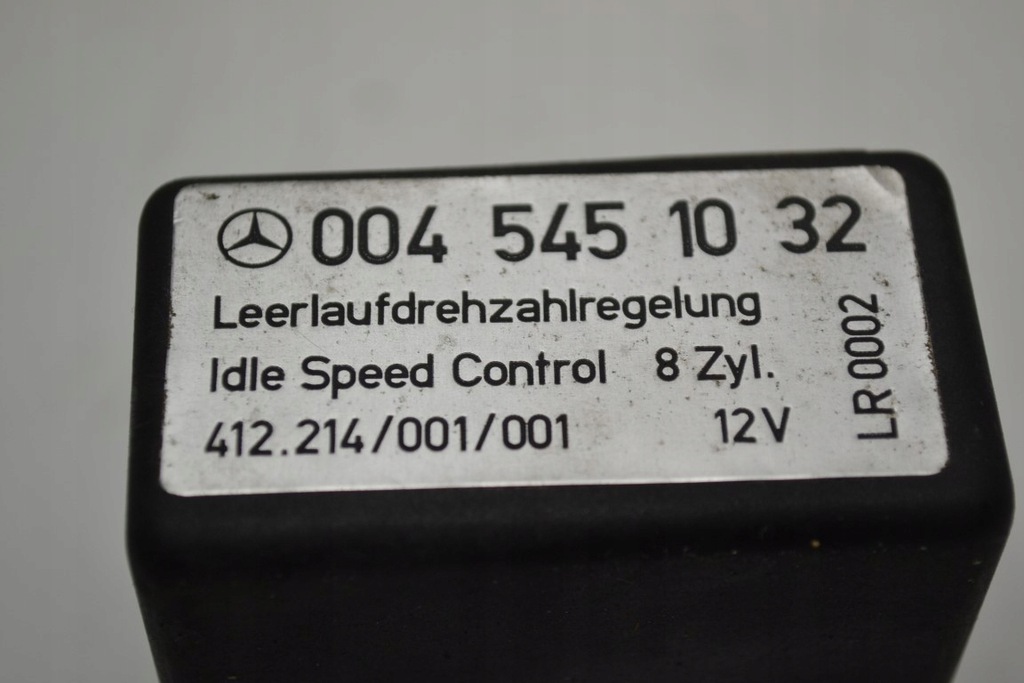 004 545 10 32
Leerlaufdrehzahlregelung
Idle Speed Control 8 Zyl.
412.214/001/001 12V
LR 0002